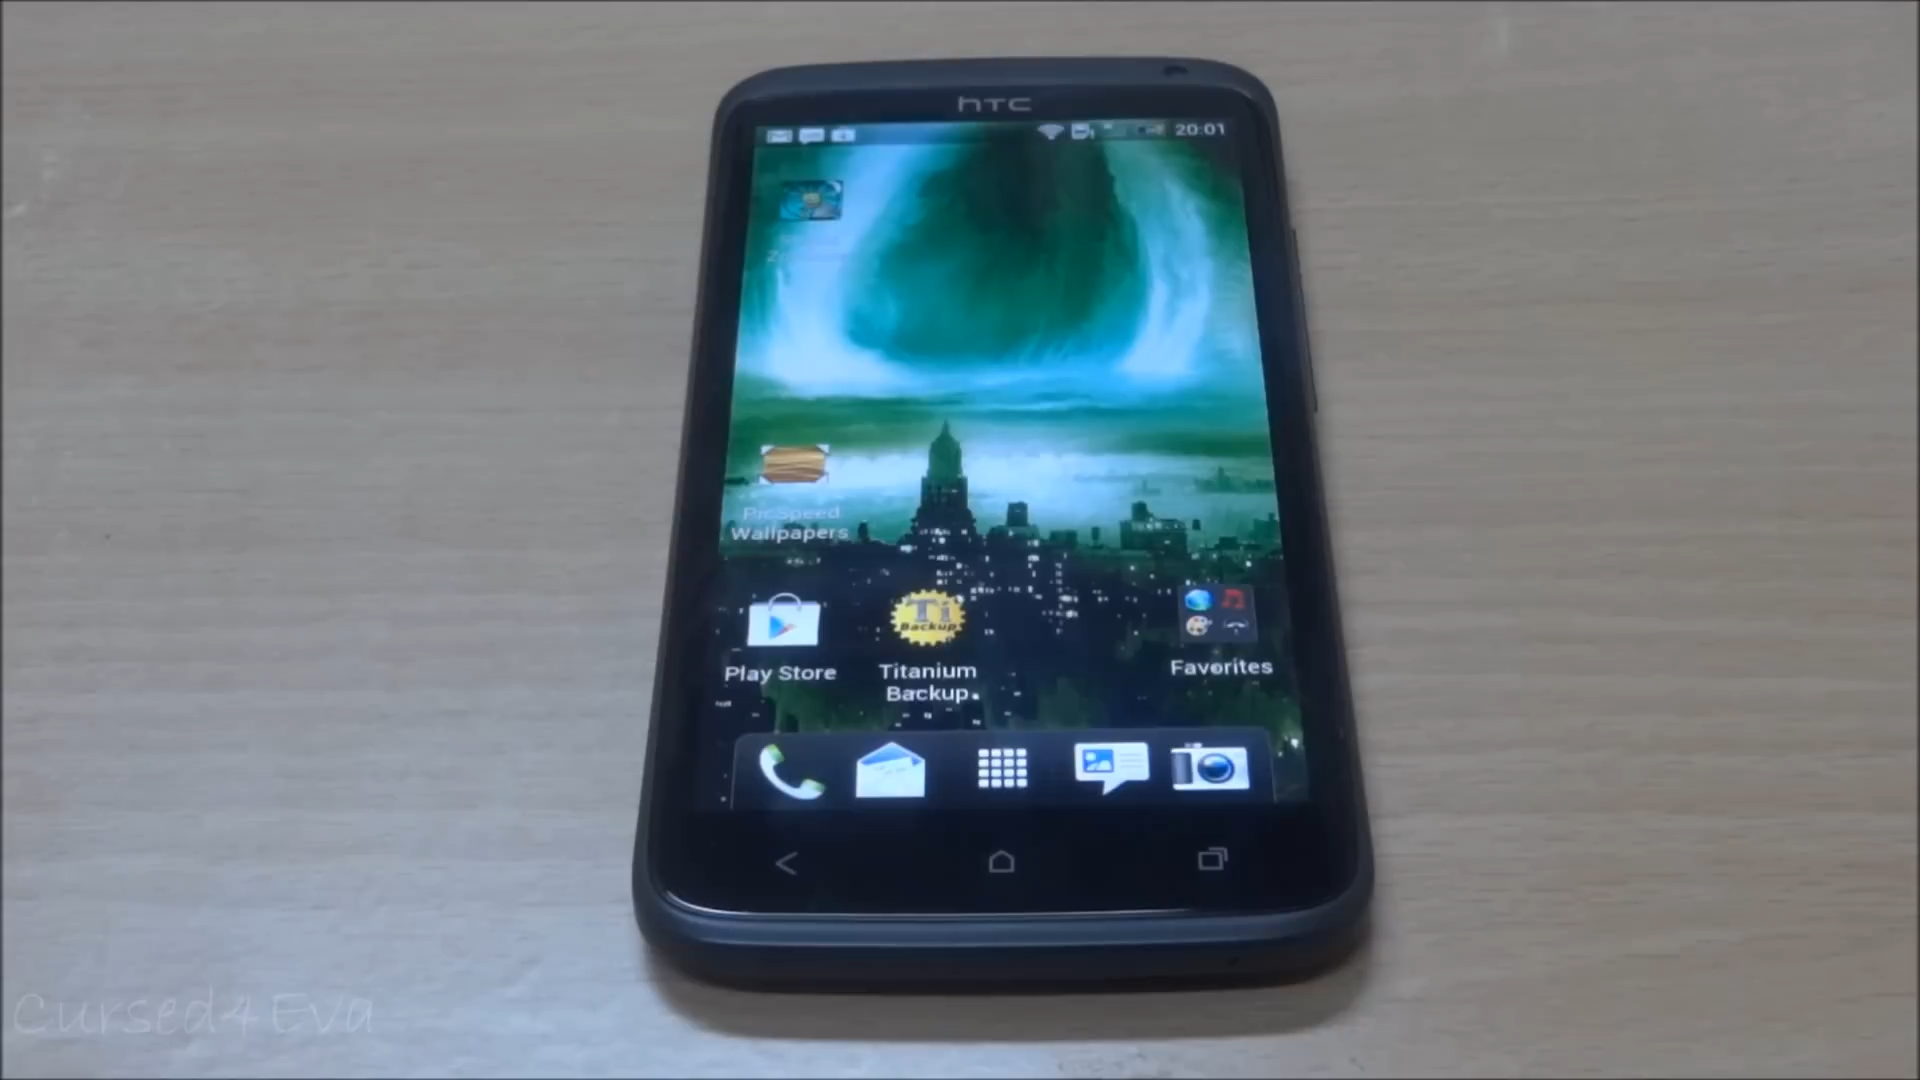 hTC
20:01
PicSpeed
Wallpapers
Ti
Backup
Play Store
Titanium
Backup
Favorites
Cursed4Eva